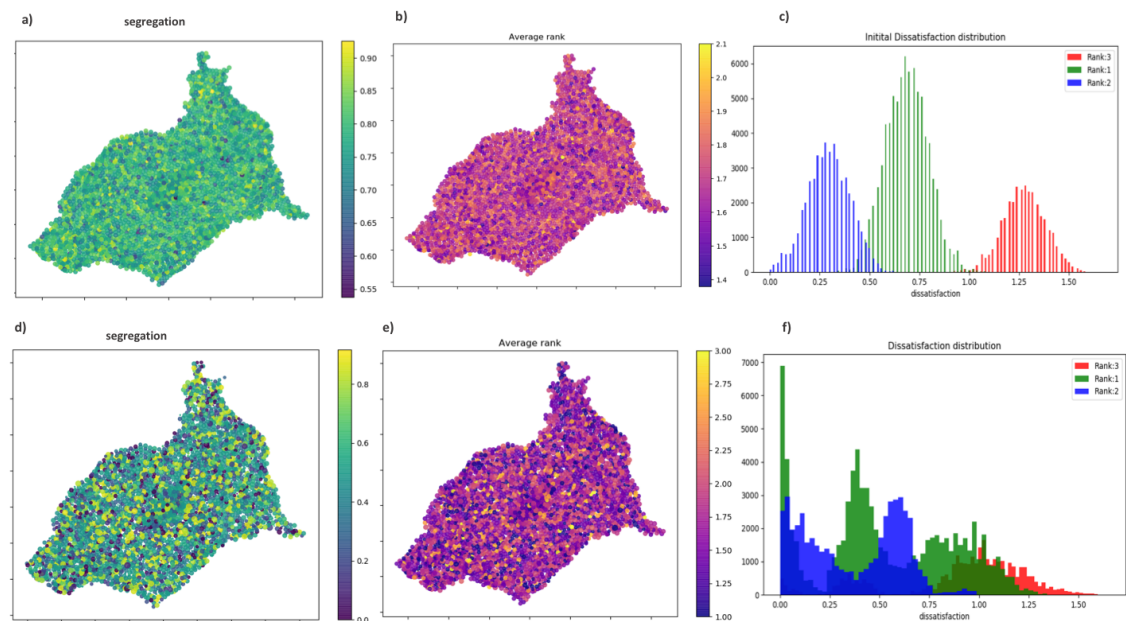 a)
segregation
0.90
0.85
0.80
0.75
0.70
0.65
0.60
0.55
b)
Average rank
2.1
2.0
1.9
1.8
1.7
1.6
1.5
1.4
c)
Initital Dissatisfaction distribution
Rank:3
Rank:1
Rank:2
6000
5000
4000
3000
2000
1000
0
0.00 0.25 0.50 0.75 1.00 1.25 1.50
dissatisfaction
d)
segregation
0.8
0.6
0.4
0.2
0.0
e)
Average rank
3.00
2.75
2.50
2.25
2.00
1.75
1.50
1.25
1.00
f)
Dissatisfaction distribution
Rank:3
Rank:1
Rank:2
7000
6000
5000
4000
3000
2000
1000
0
0.00 0.25 0.50 0.75 1.00 1.25 1.50
dissatisfaction